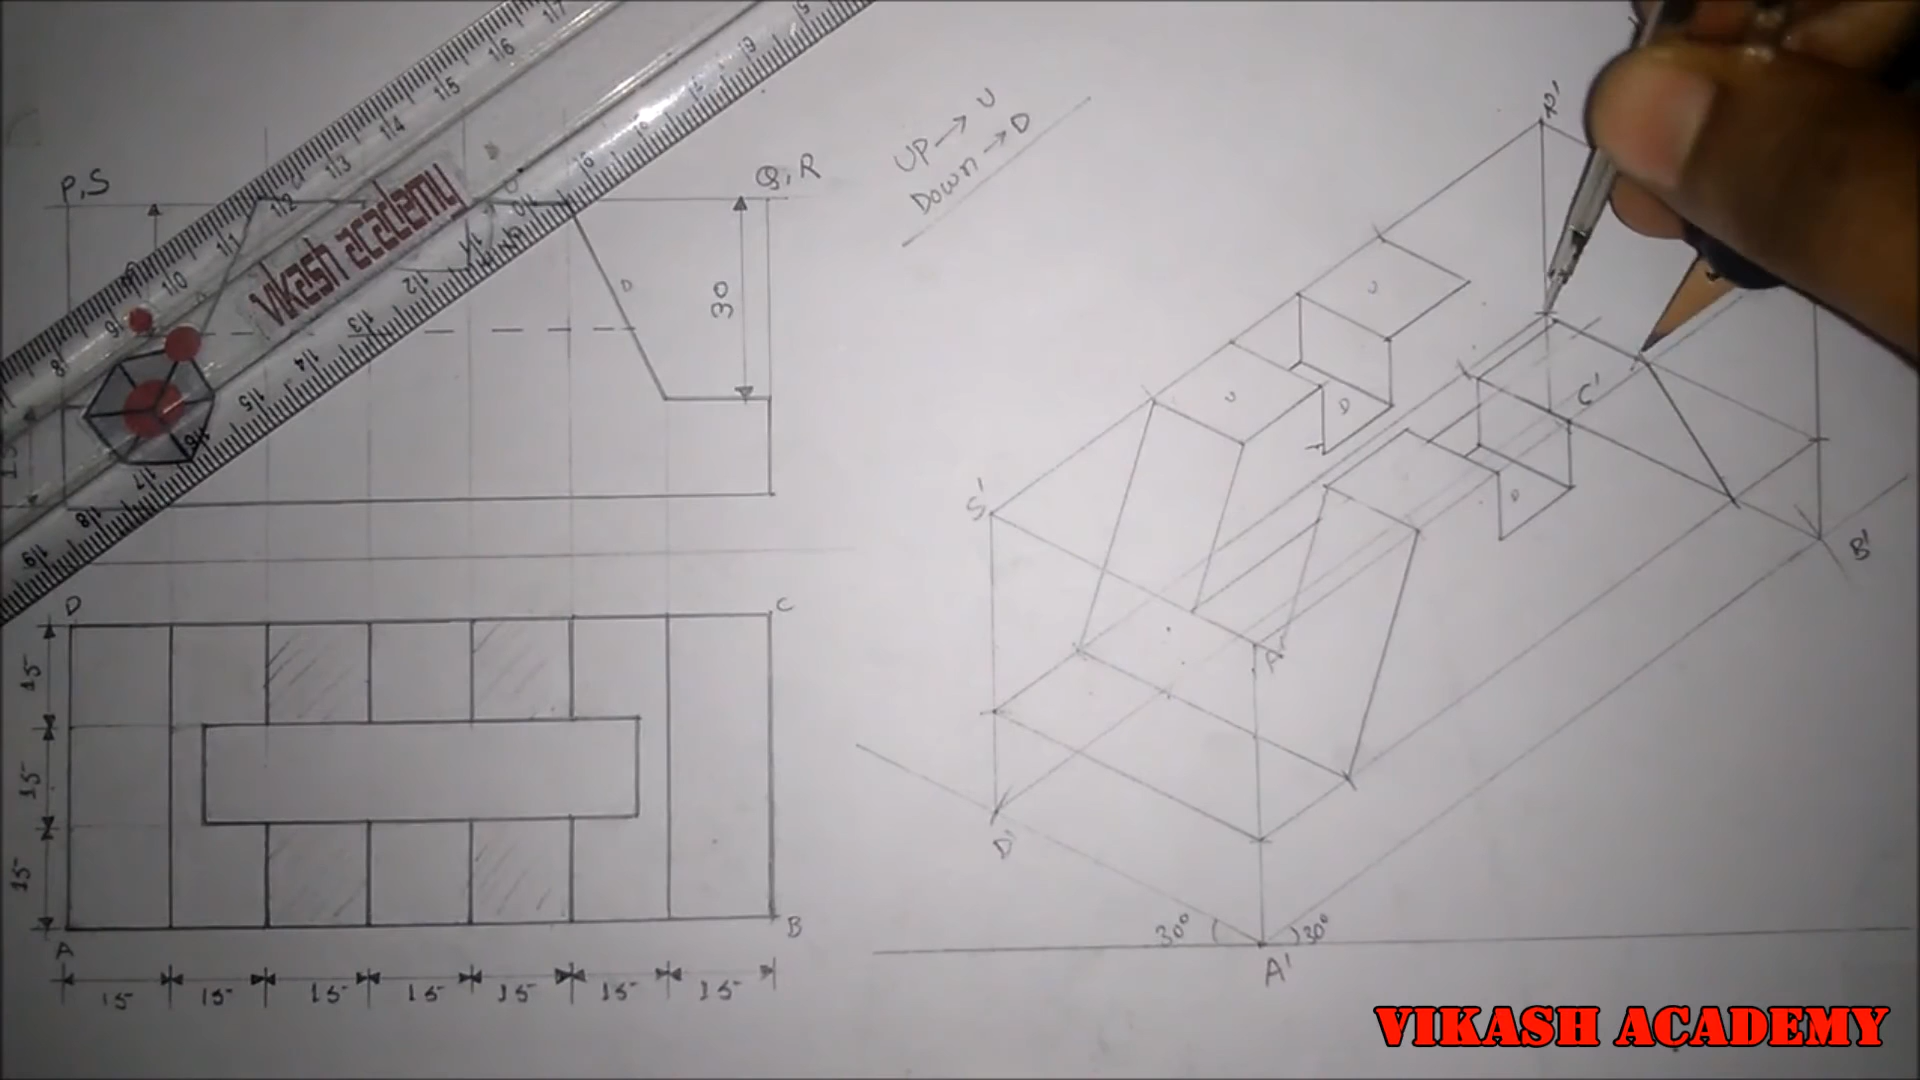 P,S
Q,R
UP→U
Down→D
vikash academy
30
D
D
C
A
B
15
15
15
15
15
15
15
15
15
15
R'
S'
U
U
D
D
C'
A'
B'
D'
30°
30°
A'
VIKASH ACADEMY